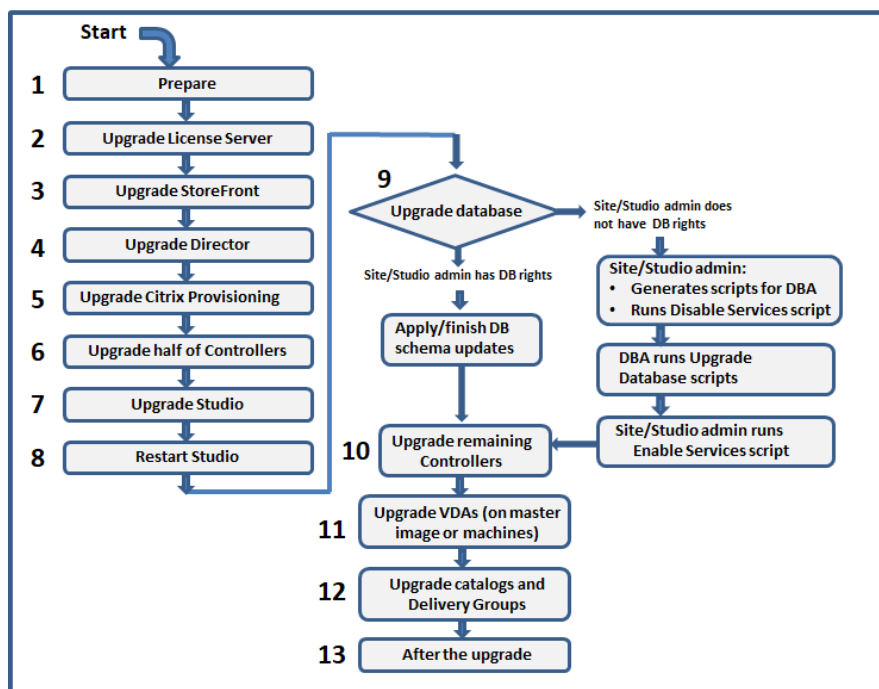 Start
1
Prepare
2
Upgrade License Server
3
Upgrade StoreFront
4
Upgrade Director
5
Upgrade Citrix Provisioning
6
Upgrade half of Controllers
7
Upgrade Studio
8
Restart Studio
9
Upgrade database
Site/Studio admin has DB rights
Apply/finish DB
schema updates
Site/Studio admin does
not have DB rights
Site/Studio admin:
• Generates scripts for DBA
• Runs Disable Services script
DBA runs Upgrade
Database scripts
Site/Studio admin runs
Enable Services script
10
Upgrade remaining
Controllers
11
Upgrade VDAs (on master
image or machines)
12
Upgrade catalogs and
Delivery Groups
13
After the upgrade